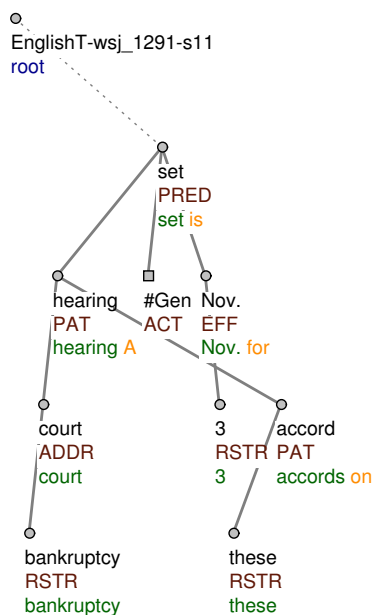 EnglishT-wsj_1291-s11
root
set
PRED
set is
hearing #Gen Nov.
PAT ACT EFF
hearing A Nov. for
court 3 accord
ADDR RSTR PAT
court 3 accords on
bankruptcy these
RSTR RSTR
bankruptcy these